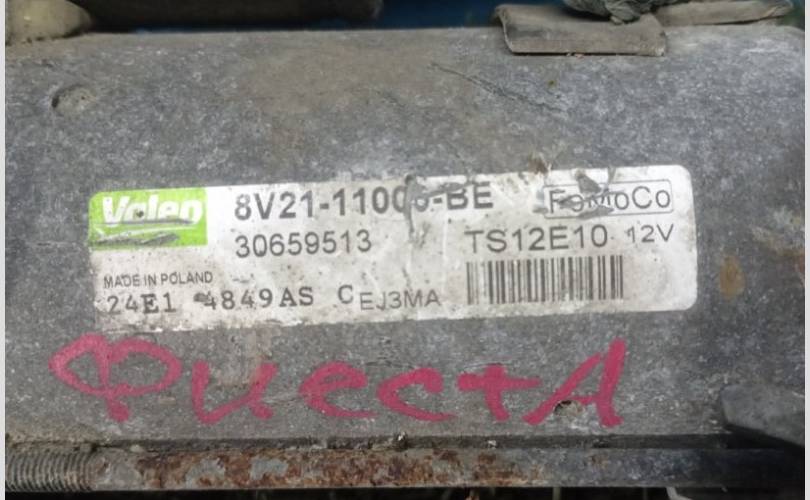 Valeo
8V21-11000-BE FoMoCo
30659513 TS12E10 12V
MADE IN POLAND
24E1 4849AS CEJ3MA
Фиеста